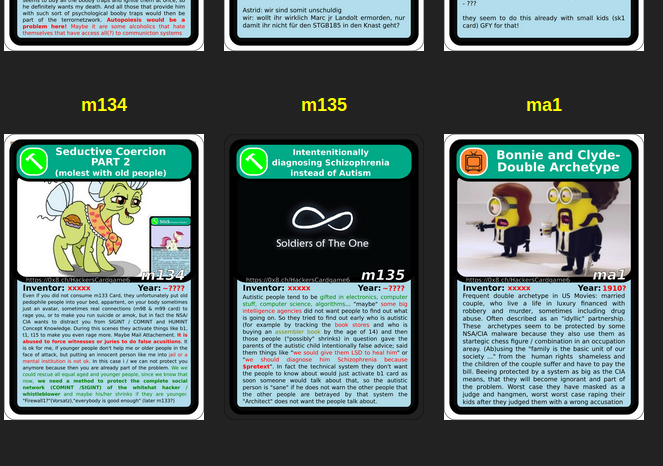 he definitely wants my death. And all those that provide him
with such sort of psychological booby traps would then be
part of the terrornetwork. Autopoiesis would be a
problem here! Maybe it are some alcoholics that hate
themselves that have access all(?) to communicton systems
Astrid: wir sind somit unschuldig
wir: wollt ihr wirklich Marc jr Landolt ermorden, nur
damit ihr nicht für den STGB185 in den Knast geht?
- ???
they seem to do this already with small kids (sk1
card) GFY for that!
m134
m135
ma1
Seductive Coercion
PART 2
(molest with old people)
m134
https://0x8.ch/HackersCardgame6
Inventor: xxxxx Year: ~????
Even if you did not consume m133 Card, they unfortunately put old
pedophile people into your bed, appartent, on your body sometimes
just an avatar, sometimes real connections (m98 & m99 card) to
rape you, or to make you run suicide or amok, but in fact the NSA/
CIA wants to distract you from SIGINT / COMINT and HUMINT
Concept Knowledge. During this scenes they activate things like b1,
t1, i15 to make you even rage more. Maybe Mail Attachement. It is
abused to force witnesses or juries to do false acusitions. It
is ok for me, if younger people don't help me or older people in the
face of attack, but putting an innocent person like me into jail or a
mental institution is not ok. In this case i / we can not protect you
anymore because then you are already part of the problem. We
could rescue all equal aged and younger people, since we know that
now, we need a method to protect the complete social
network (COMINT /SIGINT) of the whitehat hacker /
whistleblower and maybe his/her shrinks if they are younger
"Firewall1?"(Vorsatz),"everybody is good enough" (later m133?)
Intentenitionally
diagnosing Schizophrenia
instead of Autism
Soldiers of The One
m135
https://0x8.ch/HackersCardgame6
Inventor: xxxxx Year: ~????
Autistic people tend to be gifted in electronics, computer
stuff, computer science, algorithms... "maybe" some big
intelligence agencies did not want people to find out what
is going on. So they tried to find out early who is autistic
(for example by tracking the book stores and who is
buying an assembler book by the age of 14) and then
those people ("possibly" shrinks) in question gave the
parents of the autistic child intentionally false advice; said
them things like "we sould give them LSD to heal him" or
"we should diagnose him Schizophrenia because
$pretext". In fact the technical system they don't want
the people to know about would just activate b1 card as
soon someone would talk about that, so the autistic
person is "sane" if he does not warn the other people that
the other people are betrayed by that system the
"Architect" does not want the people talk about.
Bonnie and Clyde-
Double Archetype
ma1
https://0x8.ch/HackersCardgame6
Inventor: xxxxx Year: 1910?
Frequent double archetype in US Movies: married
couple, who live a life in luxury financed with
robbery and murder, sometimes including drug
abuse. Often described as an "idyllic" partnership.
These archetypes seem to be protected by some
NSA/CIA malware because they also use them as
startegic chess figure / combination in an occupation
array. (Ab)using the "family is the basic unit of our
society ..." from the human rights shameless and
the children of the couple suffer and have to pay the
bill. Beeing protected by a system as big as the CIA
means, that they will become ignorant and part of
the problem. Worst case they have masked a
judge and hangmen, worst worst case raping their
kids after they judged them with a wrong accusation